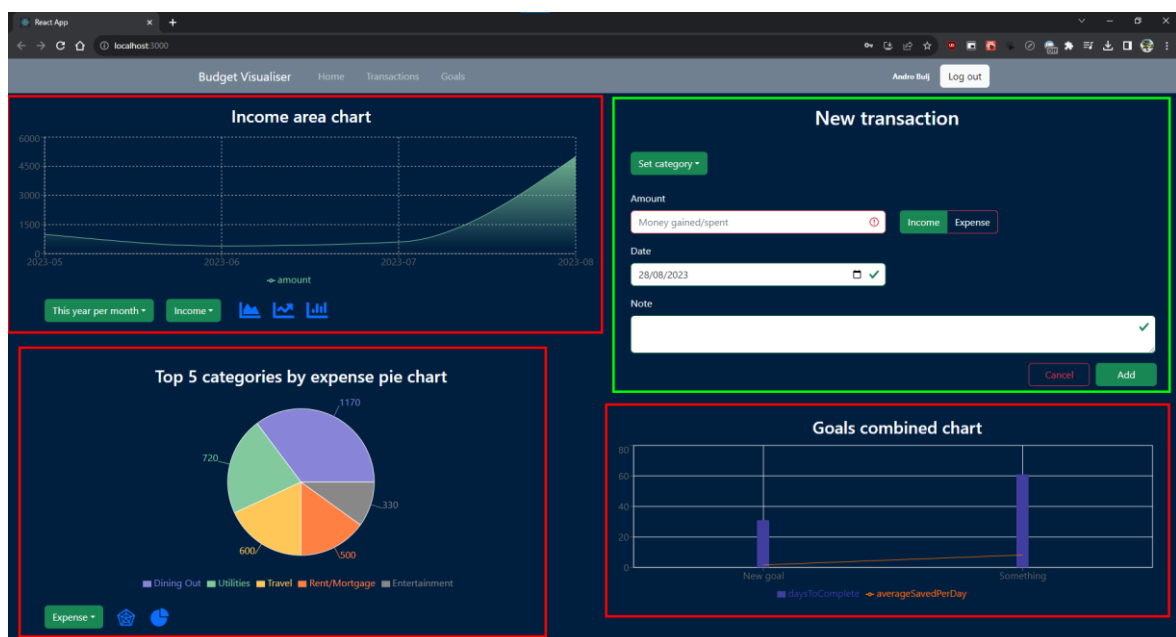 React App
localhost:3000
Budget Visualiser Home Transactions Goals Andro Bulj Log out
Income area chart
6000
4500
3000
1500
0
2023-05 2023-06 2023-07 2023-08
amount
This year per month Income
New transaction
Set category
Amount
Money gained/spent Income Expense
Date
28/08/2023
Note
Cancel Add
Top 5 categories by expense pie chart
1170
720
330
600 500
Dining Out Utilities Travel Rent/Mortgage Entertainment
Expense
Goals combined chart
80
60
40
20
0
New goal Something
daysToComplete averageSavedPerDay